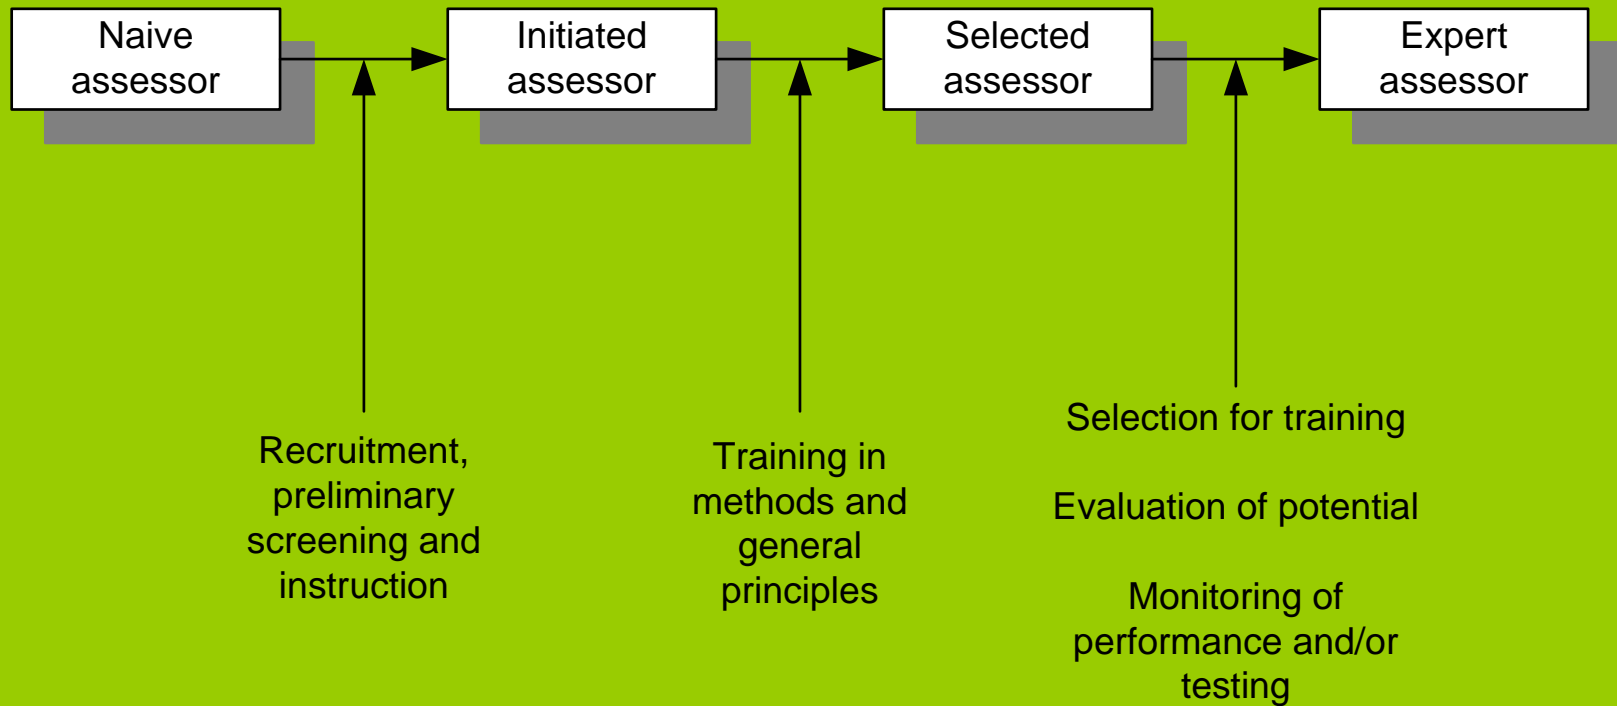 Naive
assessor
Initiated
assessor
Selected
assessor
Expert
assessor
Recruitment,
preliminary
screening and
instruction
Training in
methods and
general
principles
Selection for training
Evaluation of potential
Monitoring of
performance and/or
testing